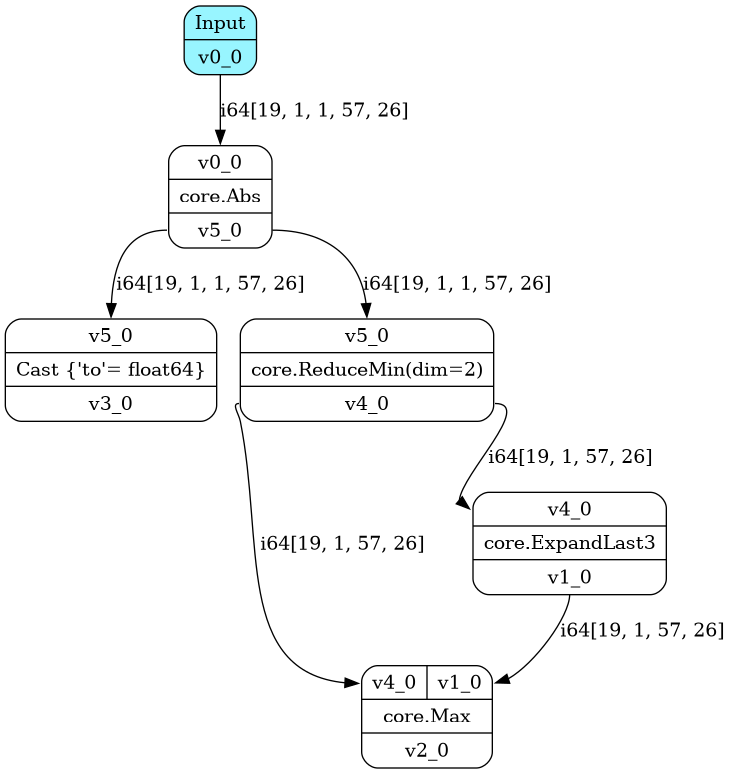 Input
v0_0
i64[19, 1, 1, 57, 26]
v0_0
core.Abs
v5_0
i64[19, 1, 1, 57, 26]
i64[19, 1, 1, 57, 26]
v5_0
Cast {'to'= float64}
v3_0
v5_0
core.ReduceMin(dim=2)
v4_0
i64[19, 1, 57, 26]
i64[19, 1, 57, 26]
v4_0
core.ExpandLast3
v1_0
i64[19, 1, 57, 26]
v4_0 v1_0
core.Max
v2_0